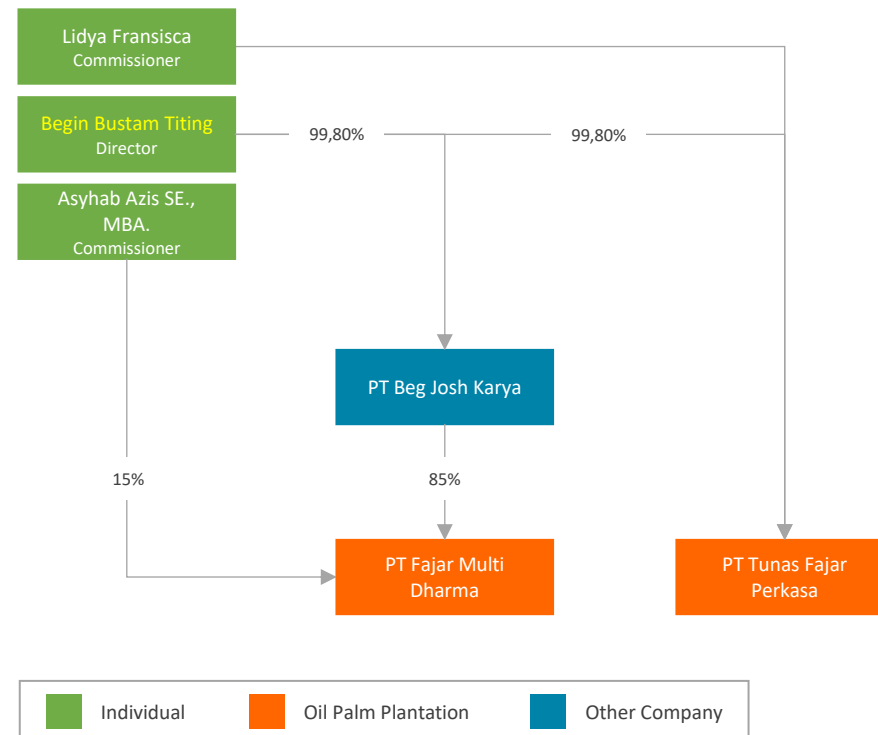 Lidya Fransisca
Commissioner
Begin Bustam Titing
Director
99,80%
99,80%
Asyhab Azis SE.,
MBA.
Commissioner
PT Beg Josh Karya
15%
85%
PT Fajar Multi
Dharma
PT Tunas Fajar
Perkasa
Individual
Oil Palm Plantation
Other Company